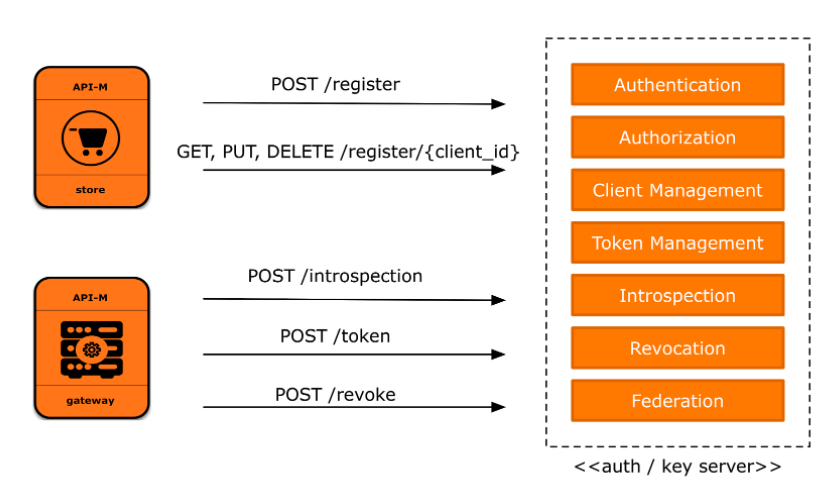 API-M
store
POST /register
GET, PUT, DELETE /register/{client_id}
API-M
gateway
POST /introspection
POST /token
POST /revoke
Authentication
Authorization
Client Management
Token Management
Introspection
Revocation
Federation
<<auth / key server>>